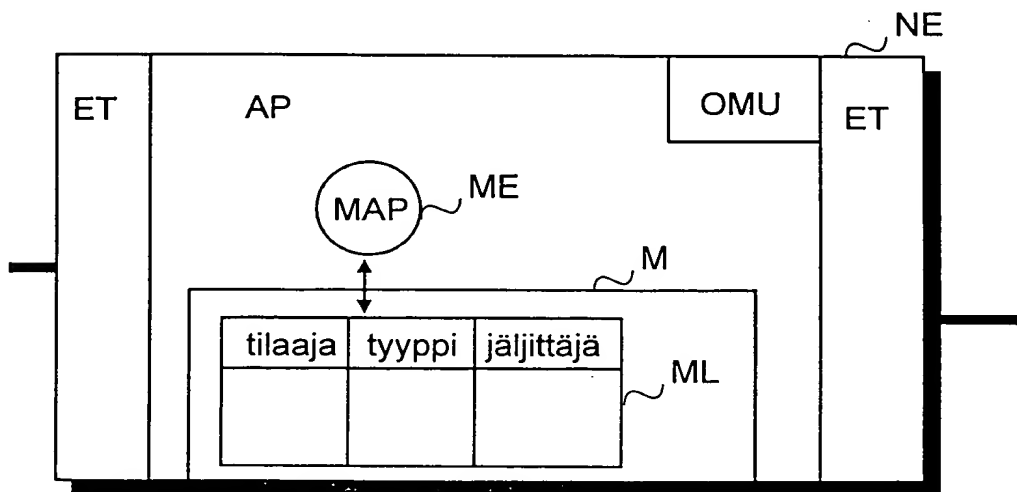 NE
ET AP OMU ET
MAP ME
M
tilaaja tyyppi jäljittäjä
ML